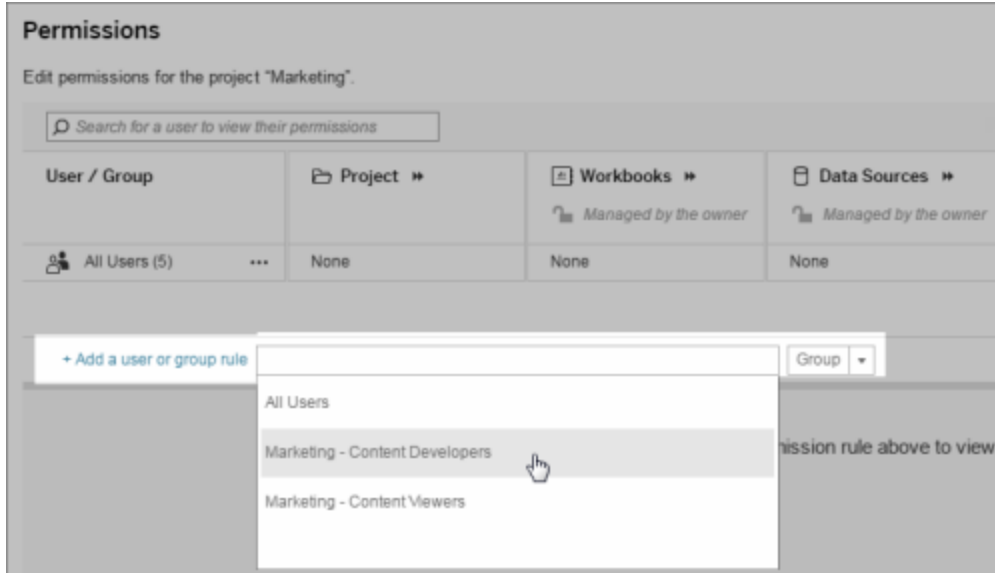 Permissions
Edit permissions for the project "Marketing".
Search for a user to view their permissions
User / Group
Project
Workbooks
Data Sources
Managed by the owner
Managed by the owner
All Users (5)
None
None
None
+ Add a user or group rule
Group
All Users
Marketing - Content Developers
mission rule above to view
Marketing - Content Viewers